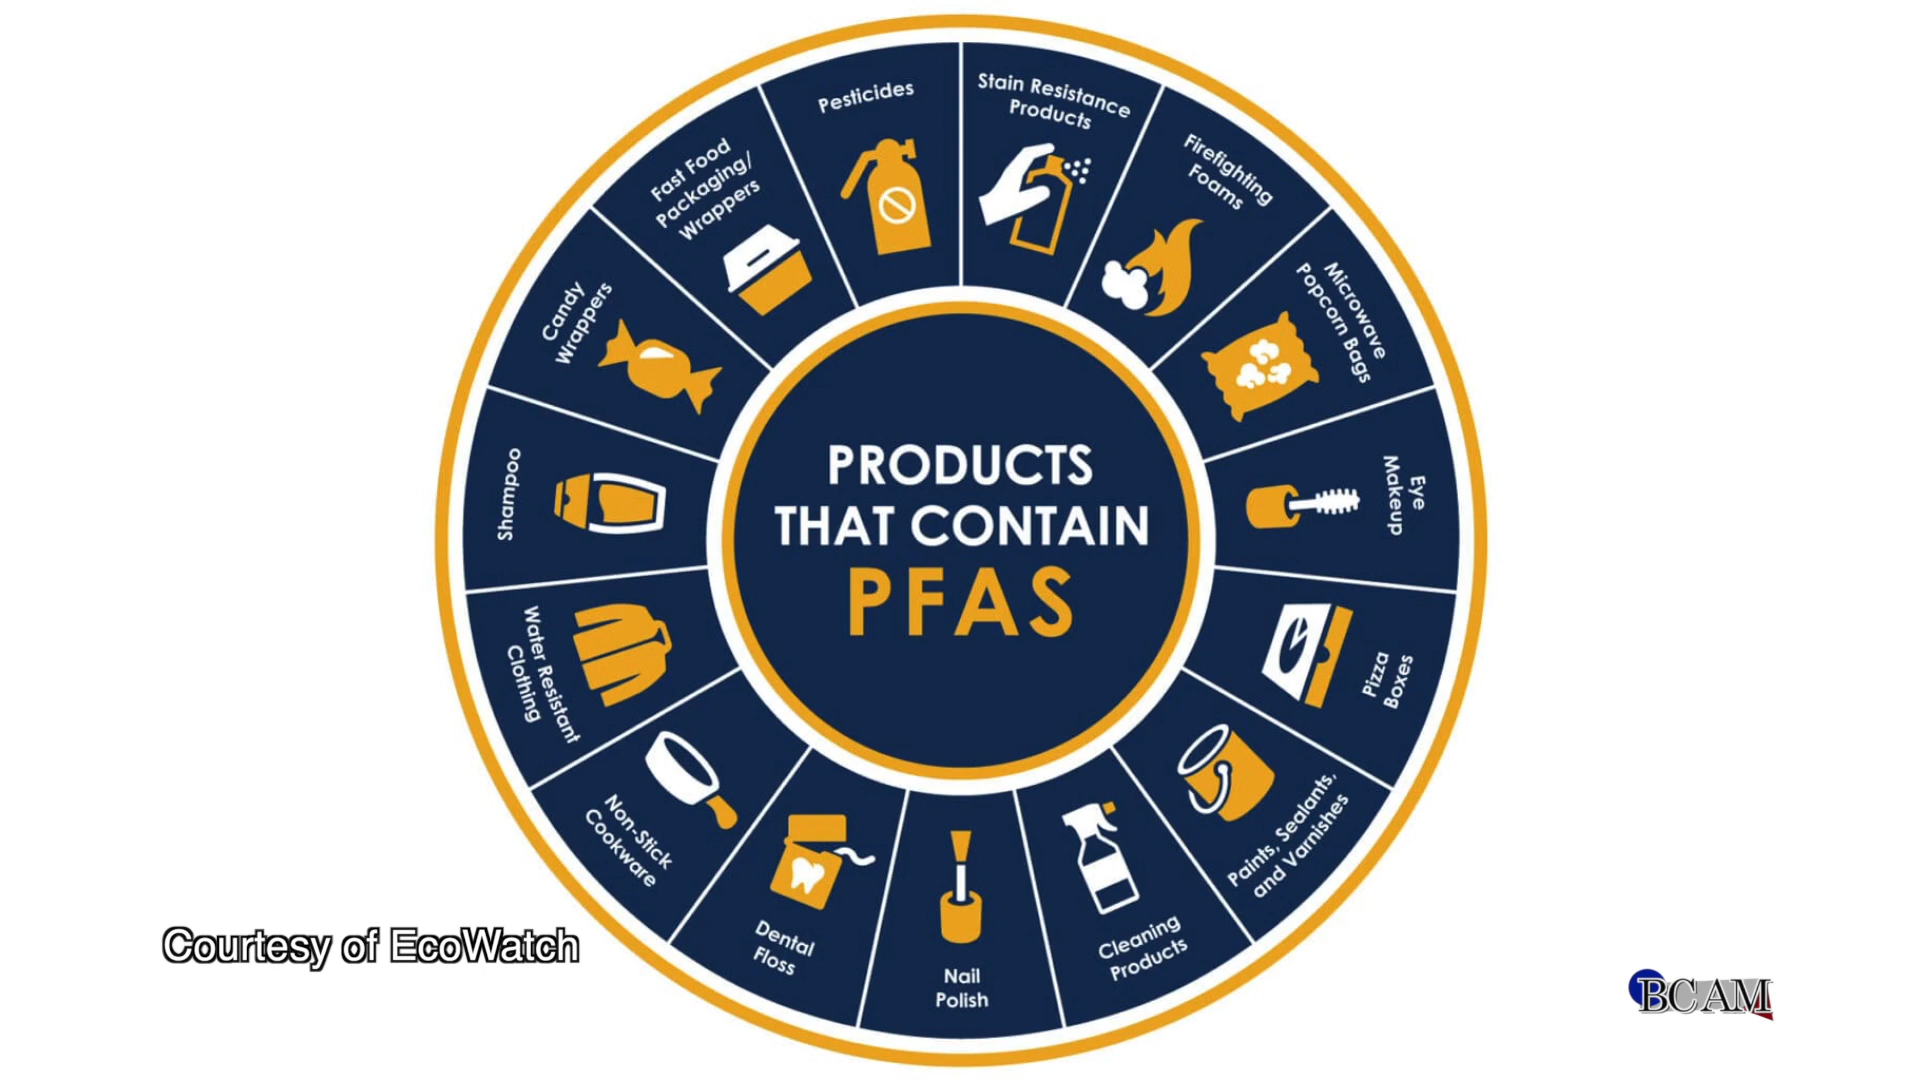 PRODUCTS
THAT CONTAIN
PFAS
Stain Resistance
Products
Firefighting
Foams
Microwave
Popcorn Bags
Eye
Makeup
Pizza
Boxes
Paints, Sealants,
and Varnishes
Cleaning
Products
Nail
Polish
Dental
Floss
Non-Stick
Cookware
Water Resistant
Clothing
Shampoo
Candy
Wrappers
Fast Food
Packaging/
Wrappers
Pesticides
Courtesy of EcoWatch
BCAM